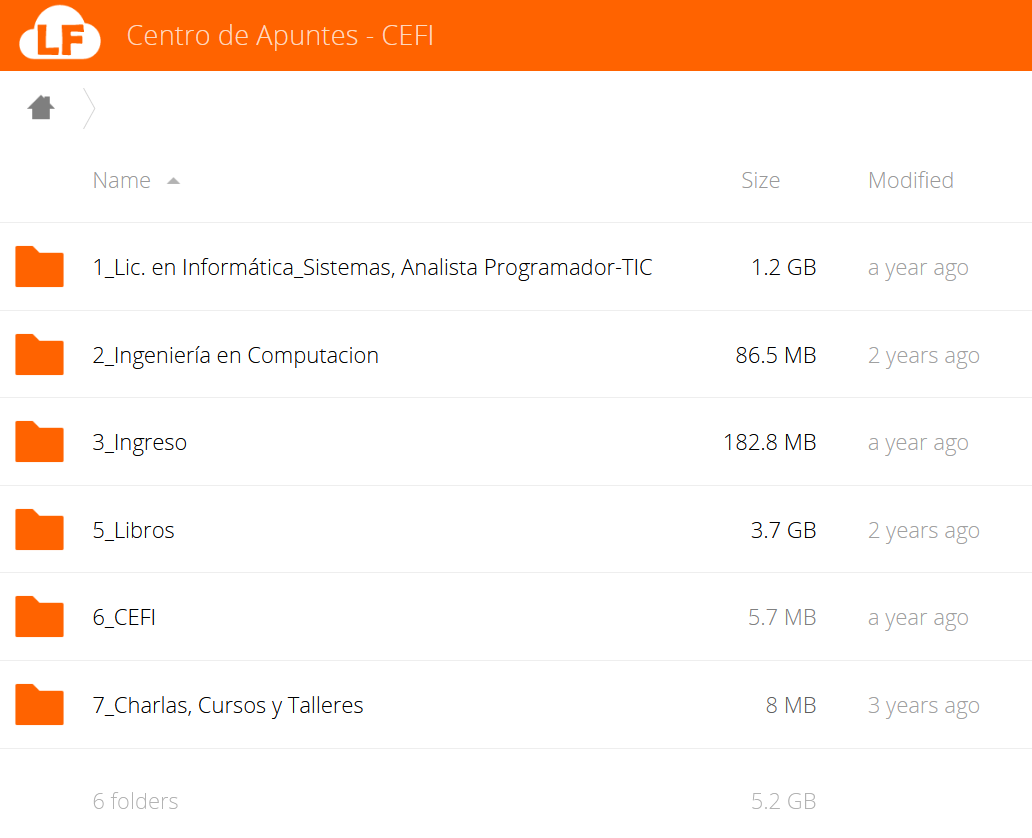 LF Centro de Apuntes - CEFI
Name Size Modified
1_Lic. en Informática_Sistemas, Analista Programador-TIC 1.2 GB a year ago
2_Ingeniería en Computacion 86.5 MB 2 years ago
3_Ingreso 182.8 MB a year ago
5_Libros 3.7 GB 2 years ago
6_CEFI 5.7 MB a year ago
7_Charlas, Cursos y Talleres 8 MB 3 years ago
6 folders 5.2 GB